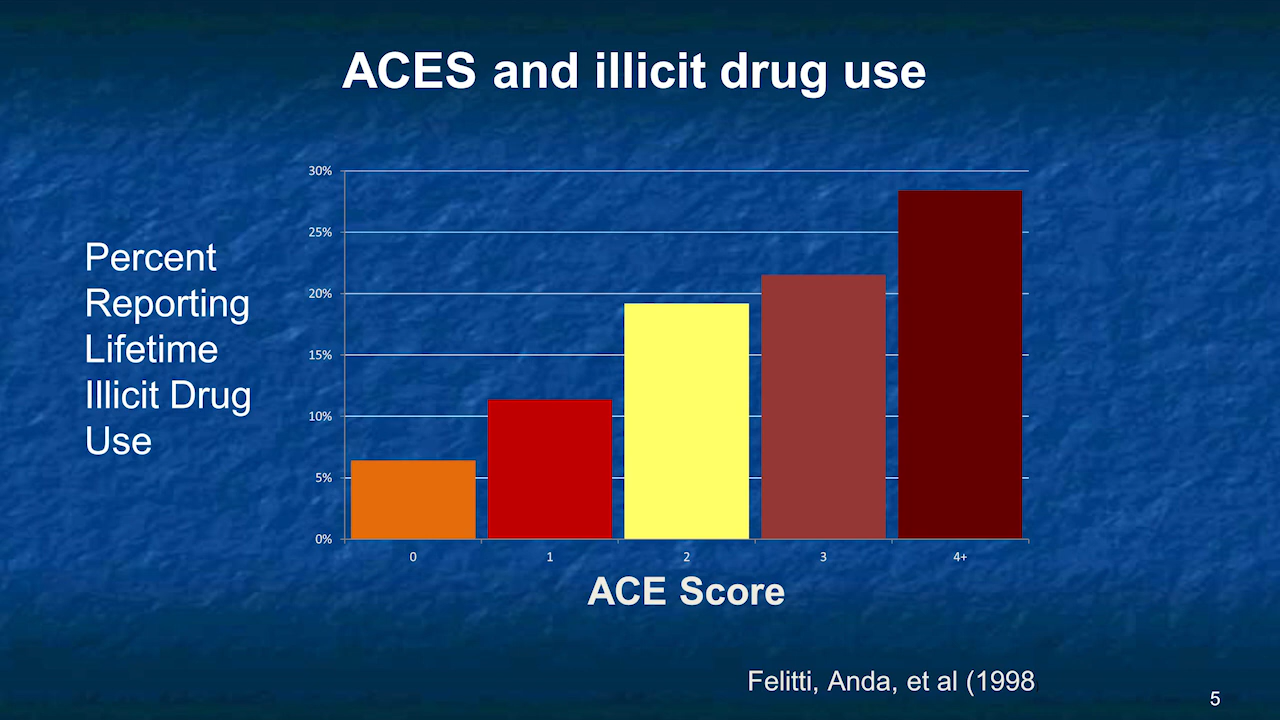 ACES and illicit drug use
Percent
Reporting
Lifetime
Illicit Drug
Use
30%
25%
20%
15%
10%
5%
0%
0 1 2 3 4+
ACE Score
Felitti, Anda, et al (1998
5